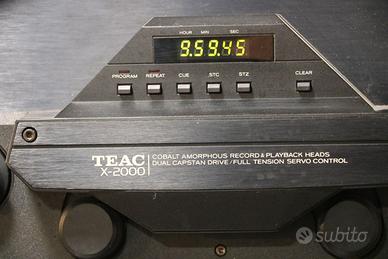 HOUR MIN SEC
9.59.45
PROGRAM REPEAT CUE STC STZ CLEAR
TEAC
X-2000
COBALT AMORPHOUS RECORD & PLAYBACK HEADS
DUAL CAPSTAN DRIVE/FULL TENSION SERVO CONTROL
subito